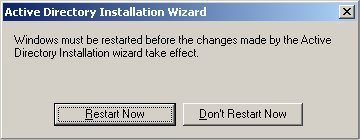 Active Directory Installation Wizard
Windows must be restarted before the changes made by the Active
Directory Installation wizard take effect.
Restart Now
Don't Restart Now